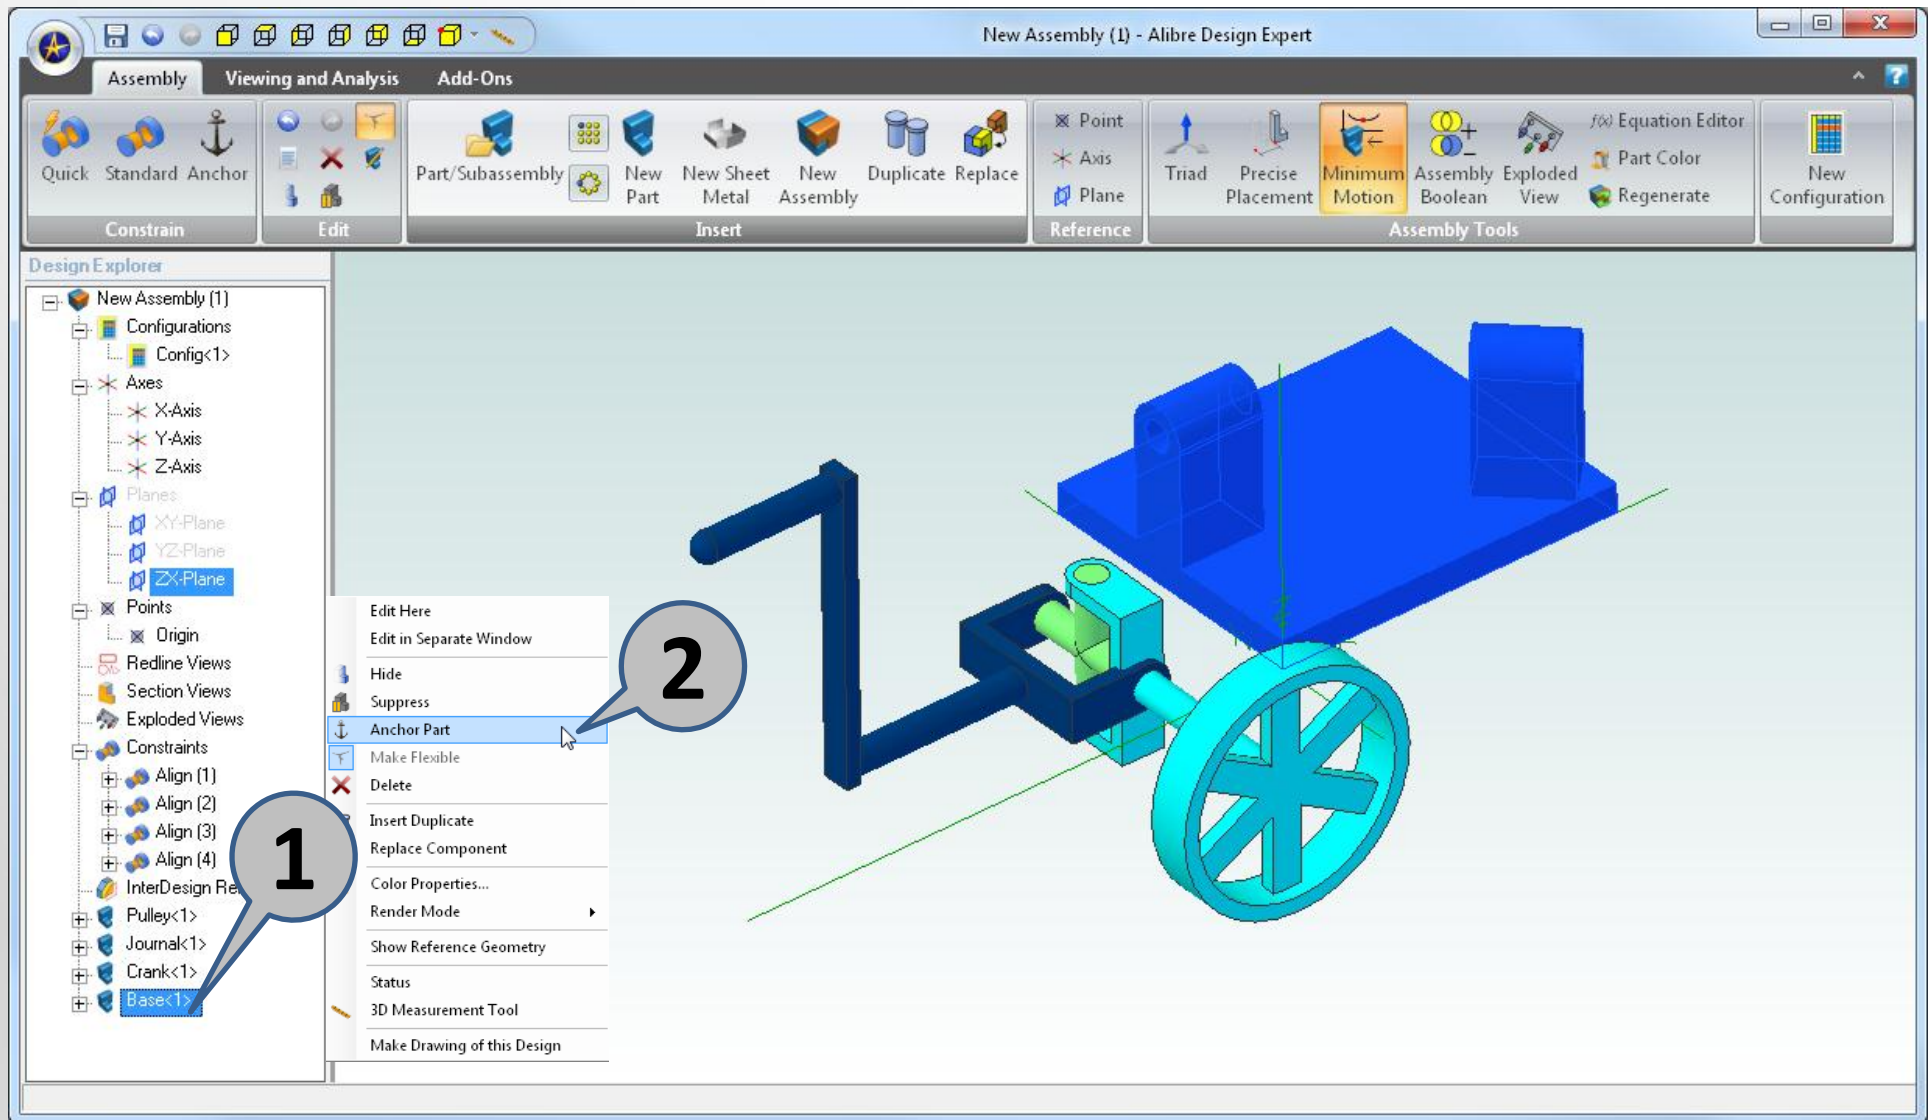 New Assembly (1) - Alibre Design Expert
Assembly
Viewing and Analysis
Add-Ons
Quick
Standard
Anchor
Constrain
Edit
Part/Subassembly
New
Part
New Sheet
Metal
New
Assembly
Duplicate
Replace
Insert
Point
Axis
Plane
Reference
Triad
Precise
Placement
Minimum
Motion
Assembly
Boolean
Exploded
View
f(x) Equation Editor
Part Color
Regenerate
Assembly Tools
New
Configuration
Design Explorer
New Assembly (1)
Configurations
Config<1>
Axes
X-Axis
Y-Axis
Z-Axis
Planes
XY-Plane
YZ-Plane
ZX-Plane
Points
Origin
Redline Views
Section Views
Exploded Views
Constraints
Align (1)
Align (2)
Align (3)
Align (4)
InterDesign Re
Pulley<1>
Journal<1>
Crank<1>
Base<1>
1
Edit Here
Edit in Separate Window
Hide
Suppress
Anchor Part
Make Flexible
Delete
Insert Duplicate
Replace Component
Color Properties...
Render Mode
Show Reference Geometry
Status
3D Measurement Tool
Make Drawing of this Design
2